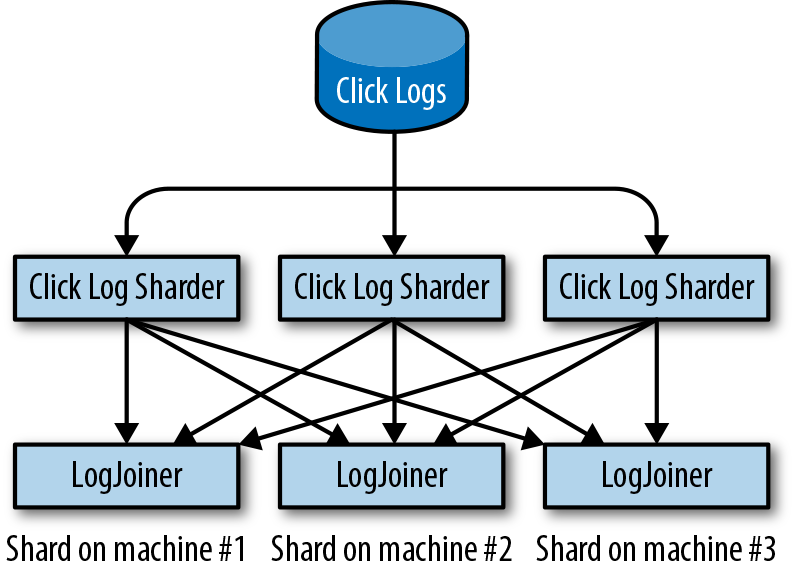 Click Logs
Click Log Sharder
Click Log Sharder
Click Log Sharder
LogJoiner
LogJoiner
LogJoiner
Shard on machine #1
Shard on machine #2
Shard on machine #3